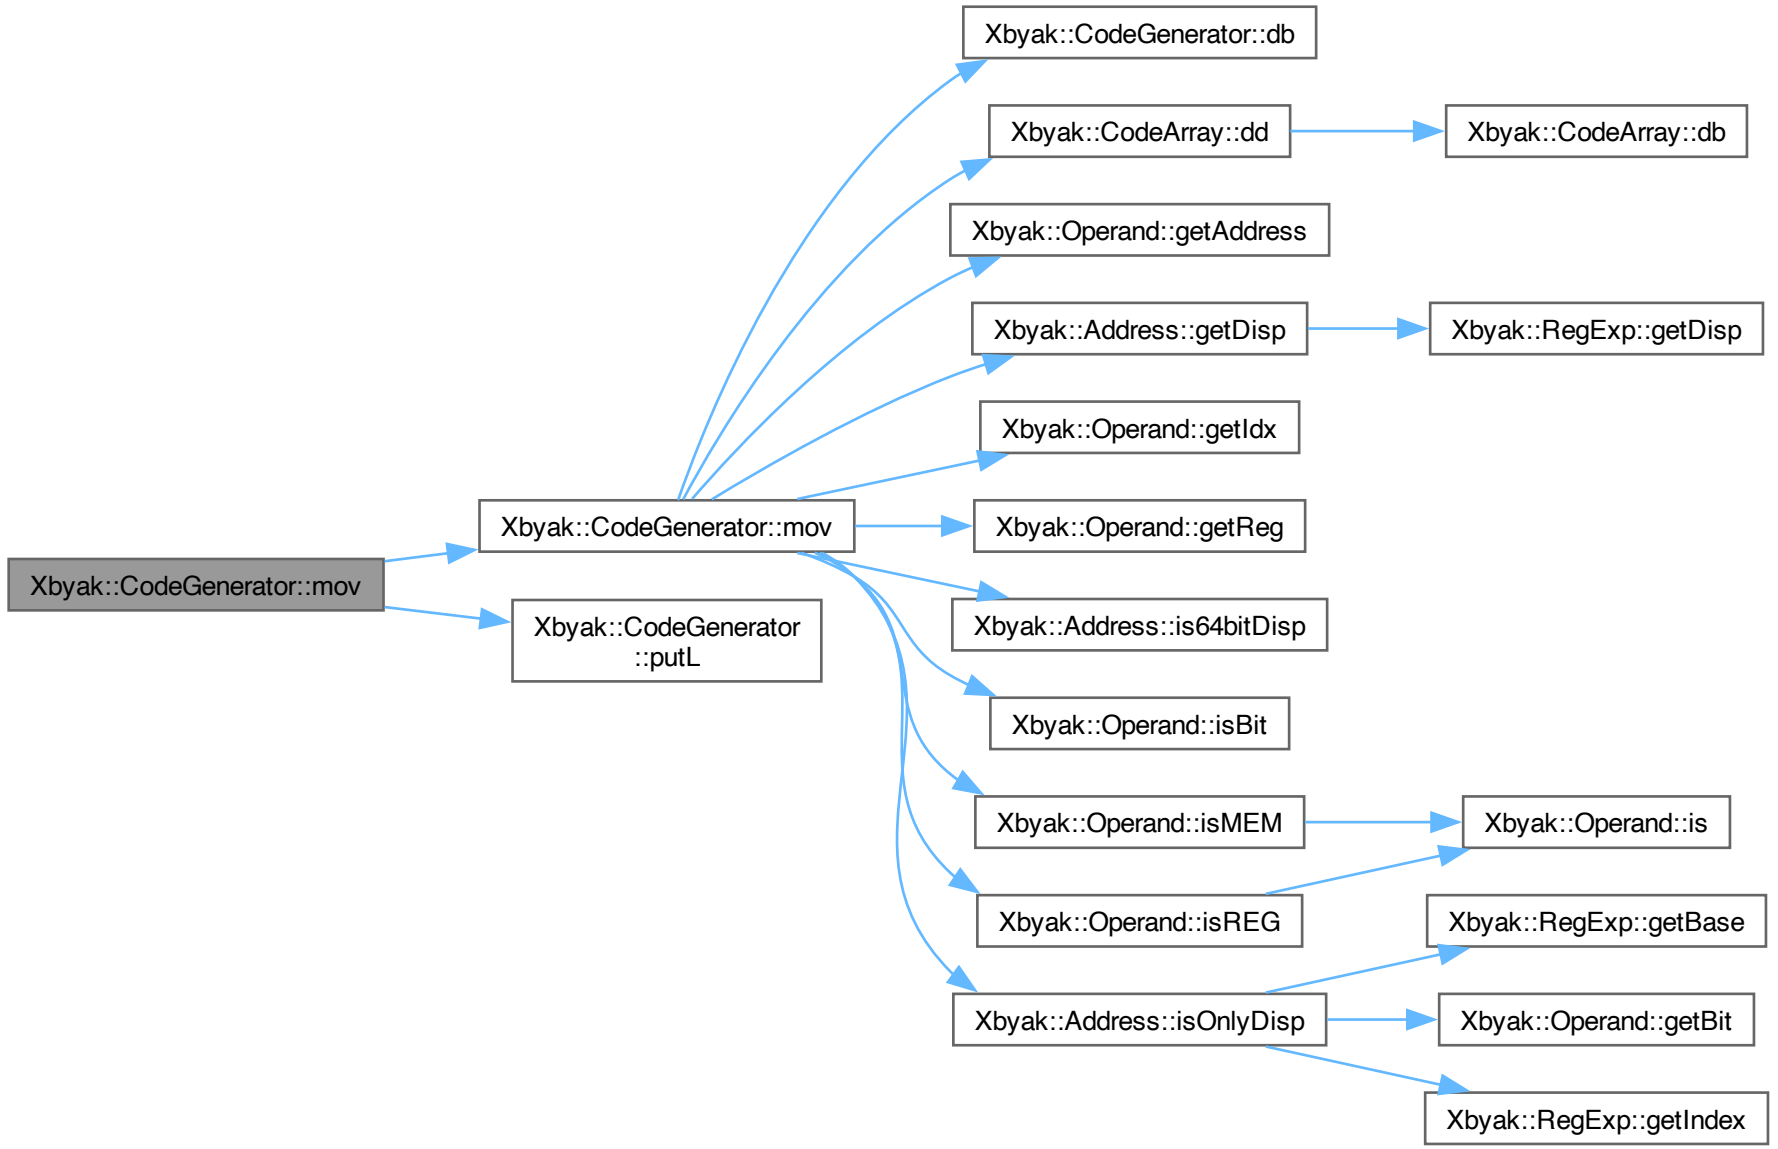 Xbyak::CodeGenerator::mov
Xbyak::CodeGenerator::mov
Xbyak::CodeGenerator
::putL
Xbyak::CodeGenerator::db
Xbyak::CodeArray::dd
Xbyak::CodeArray::db
Xbyak::Operand::getAddress
Xbyak::Address::getDisp
Xbyak::RegExp::getDisp
Xbyak::Operand::getIdx
Xbyak::Operand::getReg
Xbyak::Address::is64bitDisp
Xbyak::Operand::isBit
Xbyak::Operand::isMEM
Xbyak::Operand::is
Xbyak::Operand::isREG
Xbyak::Address::isOnlyDisp
Xbyak::RegExp::getBase
Xbyak::Operand::getBit
Xbyak::RegExp::getIndex